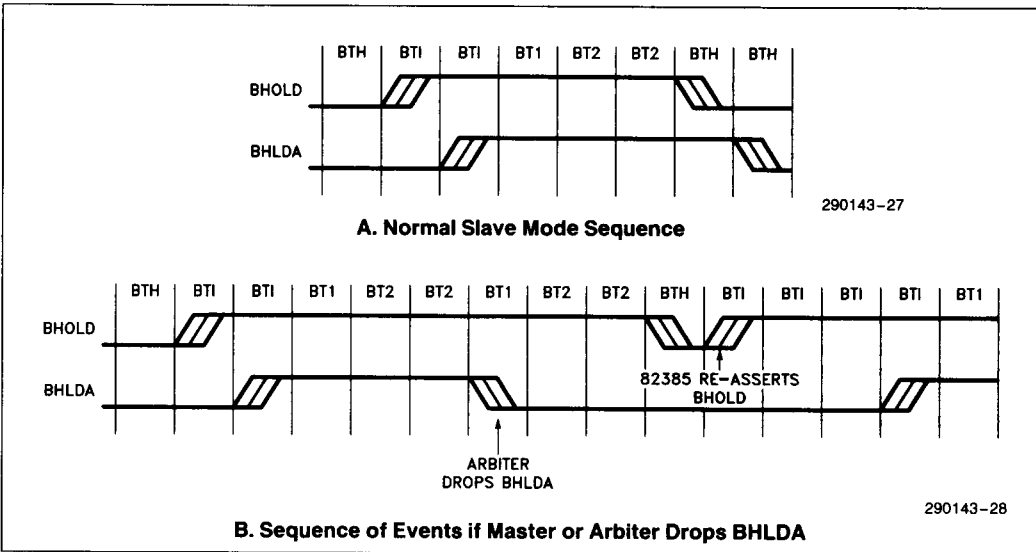 BTH BTI BTI BT1 BT2 BT2 BTH BTH
BHOLD
BHLDA
290143-27
A. Normal Slave Mode Sequence
BTH BTI BTI BT1 BT2 BT2 BT1 BT2 BT2 BTH BTI BTI BTI BTI BT1
BHOLD
82385 RE-ASSERTS
BHOLD
BHLDA
ARBITER
DROPS BHLDA
290143-28
B. Sequence of Events if Master or Arbiter Drops BHLDA